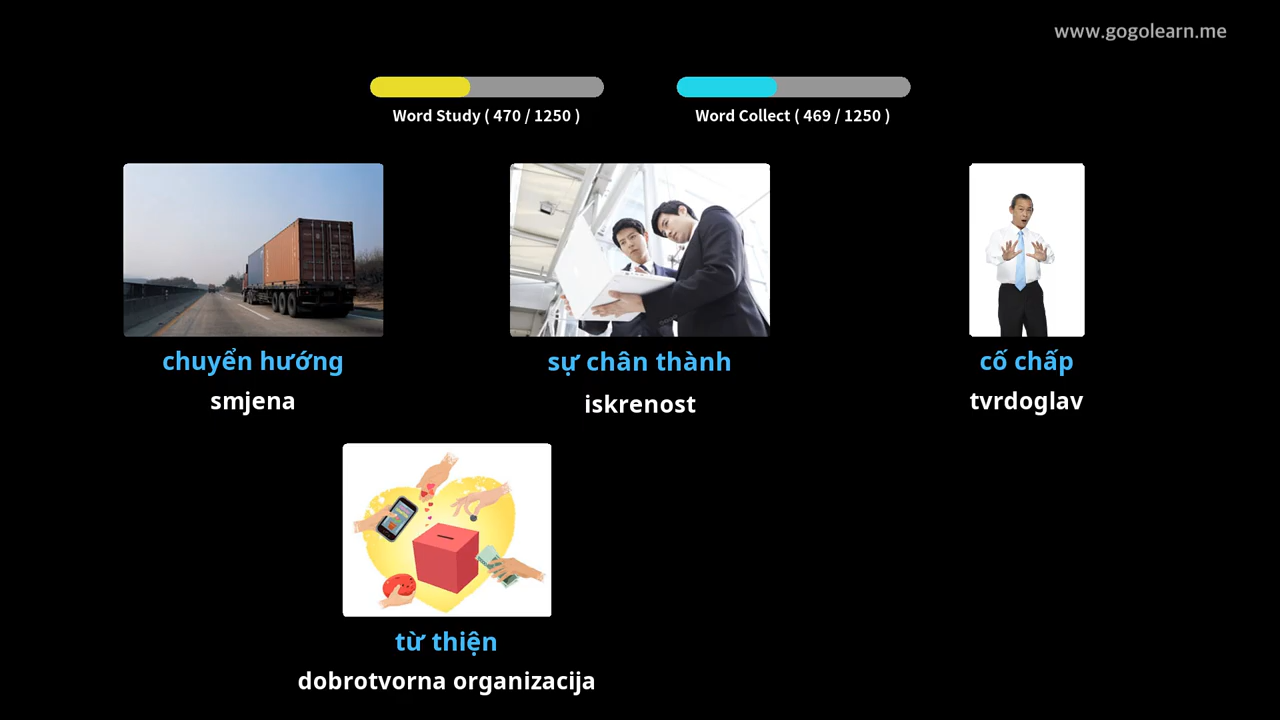 www.gogolearn.me
Word Study ( 470 / 1250 )
Word Collect ( 469 / 1250 )
chuyển hướng
sự chân thành
cố chấp
smjena
iskrenost
tvrdoglav
từ thiện
dobrotvorna organizacija